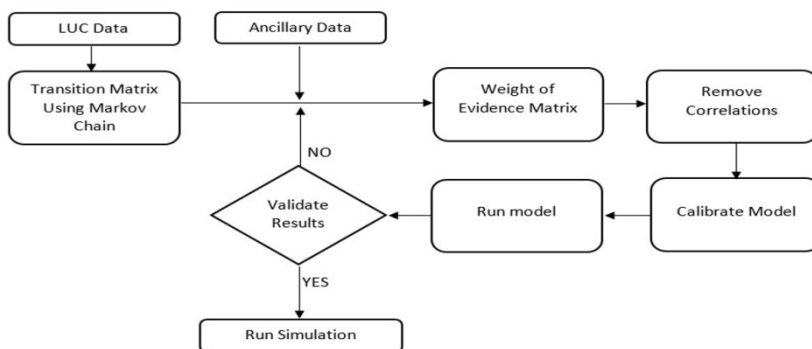 LUC Data
Ancillary Data
Transition Matrix
Using Markov
Chain
Weight of
Evidence Matrix
Remove
Correlations
NO
Validate
Results
Run model
Calibrate Model
YES
Run Simulation